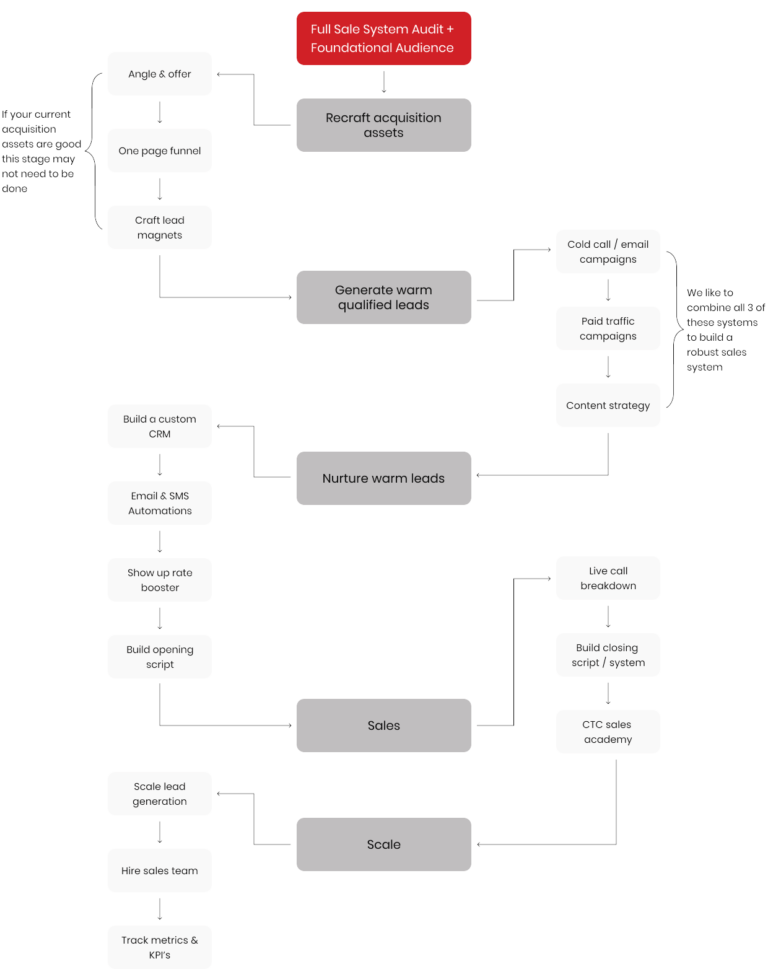 Full Sale System Audit +
Foundational Audience
Recraft acquisition
assets
Angle & offer
One page funnel
Craft lead
magnets
If your current
acquisition
assets are good
this stage may
not need to be
done
Generate warm
qualified leads
Cold call / email
campaigns
Paid traffic
campaigns
Content strategy
We like to
combine all 3 of
these systems
to build a
robust sales
system
Nurture warm leads
Build a custom
CRM
Email & SMS
Automations
Show up rate
booster
Build opening
script
Sales
Live call
breakdown
Build closing
script / system
CTC sales
academy
Scale
Scale lead
generation
Hire sales team
Track metrics &
KPI's